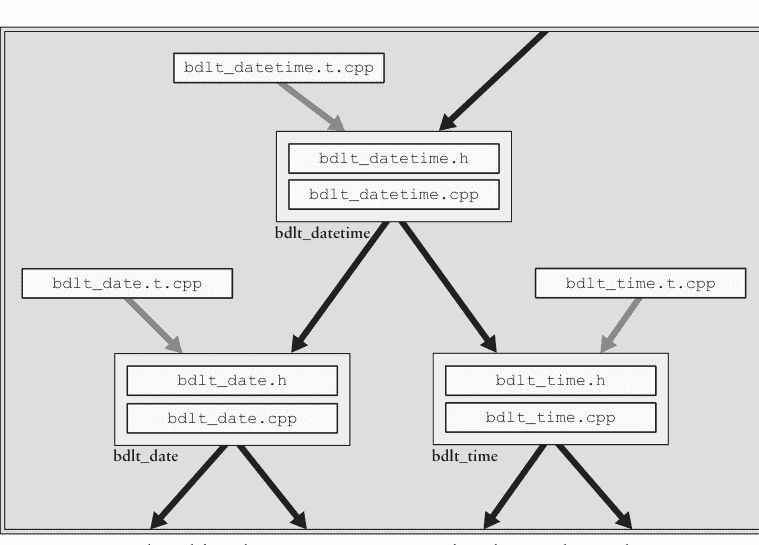 bdlt_datetime.t.cpp
bdlt_datetime.h
bdlt_datetime.cpp
bdlt_datetime
bdlt_date.t.cpp
bdlt_time.t.cpp
bdlt_date.h
bdlt_time.h
bdlt_date.cpp
bdlt_time.cpp
bdlt_date
bdlt_time